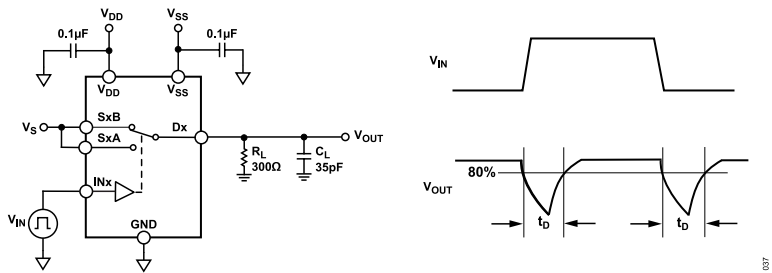 VDD
VSS
0.1µF
0.1µF
VDD
VSS
VS
SxB
SxA
Dx
VOUT
RL
300Ω
CL
35pF
INx
VIN
GND
VIN
80%
VOUT
tD
tD
037